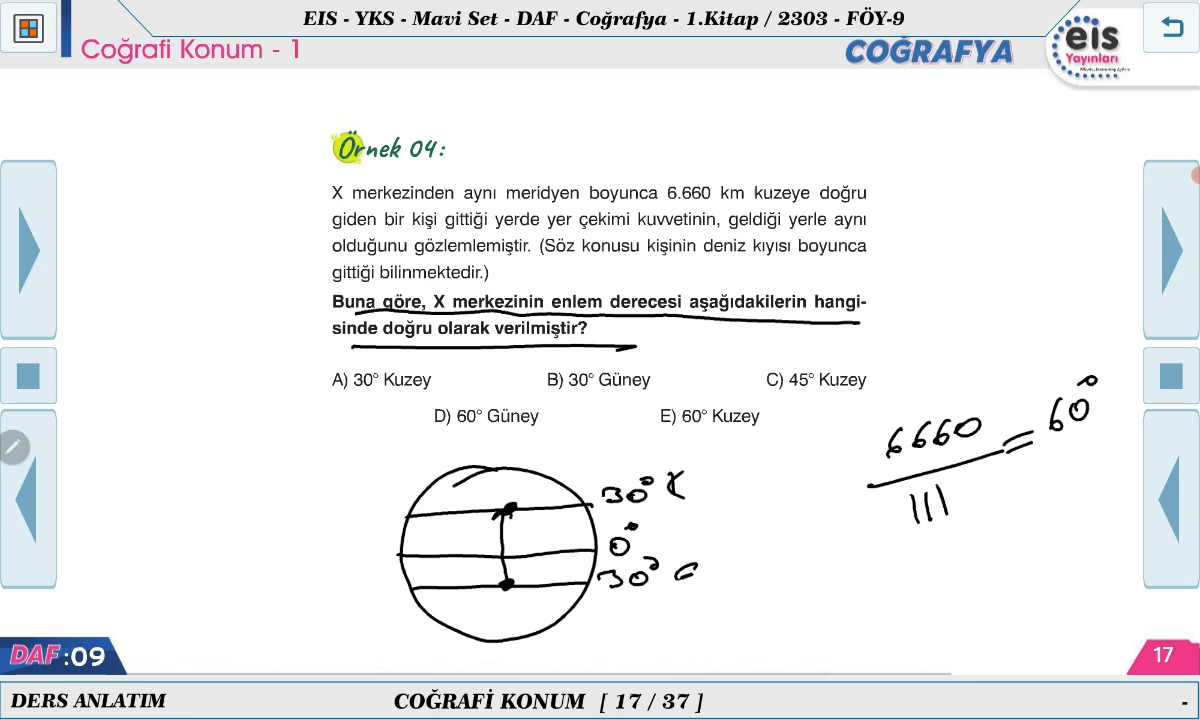 EIS - YKS - Mavi Set - DAF - Coğrafya - 1.Kitap / 2303 - FÖY-9
Coğrafi Konum - 1
COĞRAFYA
eis
Yayınları
Örnek 04:
X merkezinden aynı meridyen boyunca 6.660 km kuzeye doğru
giden bir kişi gittiği yerde yer çekimi kuvvetinin, geldiği yerle aynı
olduğunu gözlemlemiştir. (Söz konusu kişinin deniz kıyısı boyunca
gittiği bilinmektedir.)
Buna göre, X merkezinin enlem derecesi aşağıdakilerin hangi-
sinde doğru olarak verilmiştir?
A) 30° Kuzey B) 30° Güney C) 45° Kuzey
D) 60° Güney E) 60° Kuzey
6660 = 60°
111
30° K
0°
30° G
DAF:09
17
DERS ANLATIM COĞRAFİ KONUM [ 17 / 37 ] -